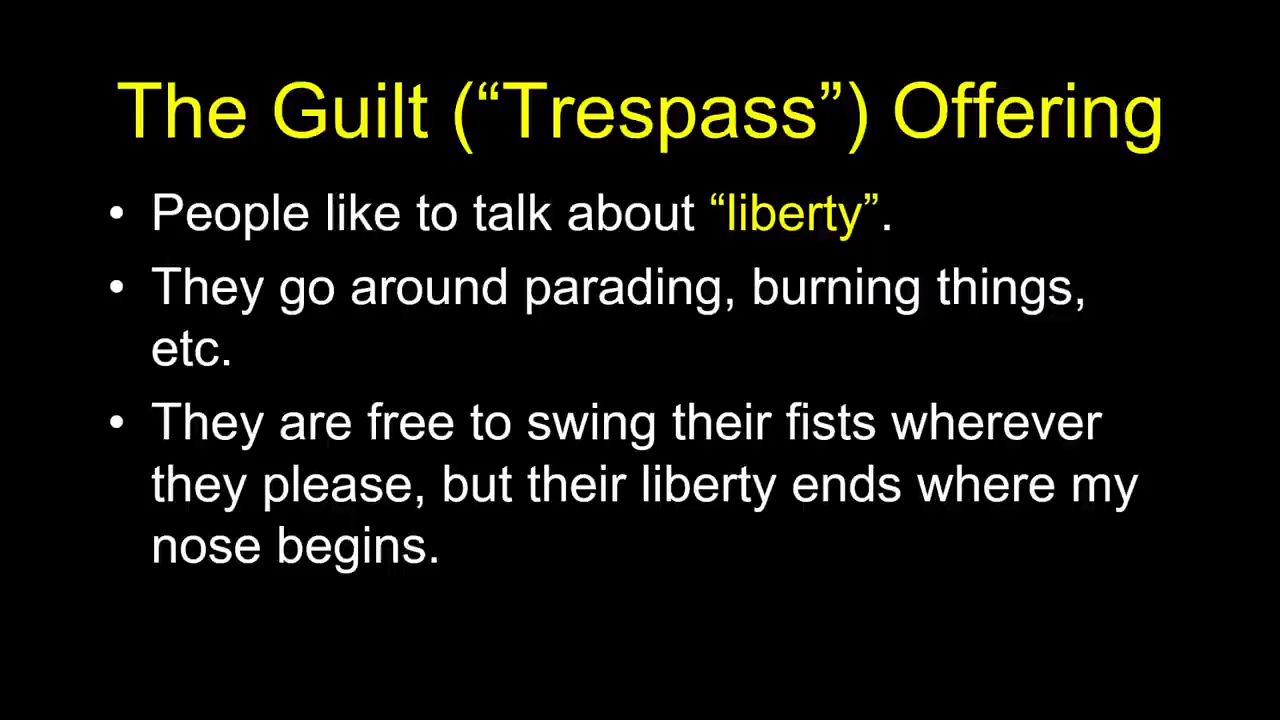 The Guilt (“Trespass”) Offering
• People like to talk about “liberty”.
• They go around parading, burning things,
etc.
• They are free to swing their fists wherever
they please, but their liberty ends where my
nose begins.